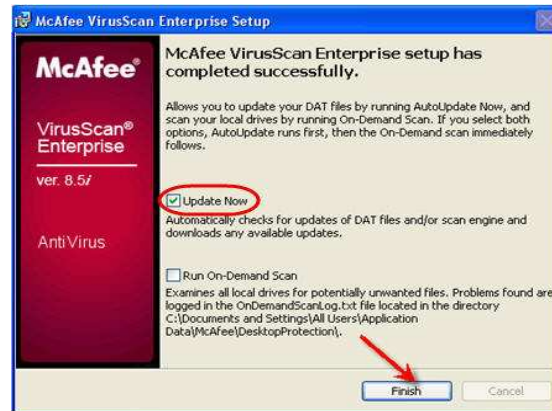 McAfee VirusScan Enterprise Setup
McAfee®
VirusScan®
Enterprise
ver. 8.5i
AntiVirus
McAfee VirusScan Enterprise setup has
completed successfully.
Allows you to update your DAT files by running AutoUpdate Now, and
scan your local drives by running On-Demand Scan. If you select both
options, AutoUpdate runs first, then the On-Demand scan immediately
follows.
Update Now
Automatically checks for updates of DAT files and/or scan engine and
downloads any available updates.
Run On-Demand Scan
Examines all local drives for potentially unwanted files. Problems found are
logged in the OnDemandScanLog.txt file located in the directory
C:\Documents and Settings\All Users\Application
Data\McAfee\DesktopProtection\.
Finish
Cancel